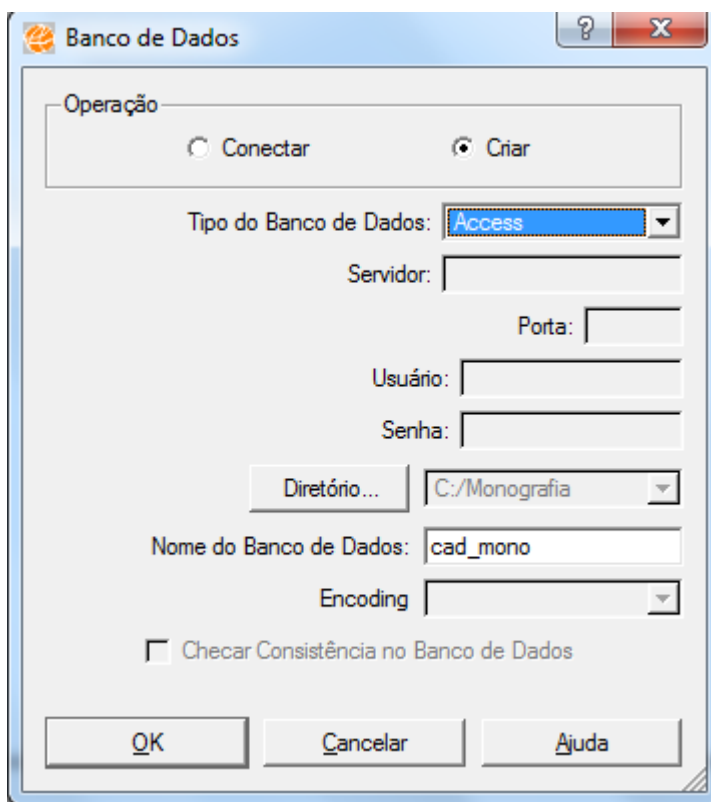 Banco de Dados
Operação
Conectar Criar
Tipo do Banco de Dados: Access
Servidor:
Porta:
Usuário:
Senha:
Diretório... C:/Monografia
Nome do Banco de Dados: cad_mono
Encoding
Checar Consistência no Banco de Dados
OK Cancelar Ajuda